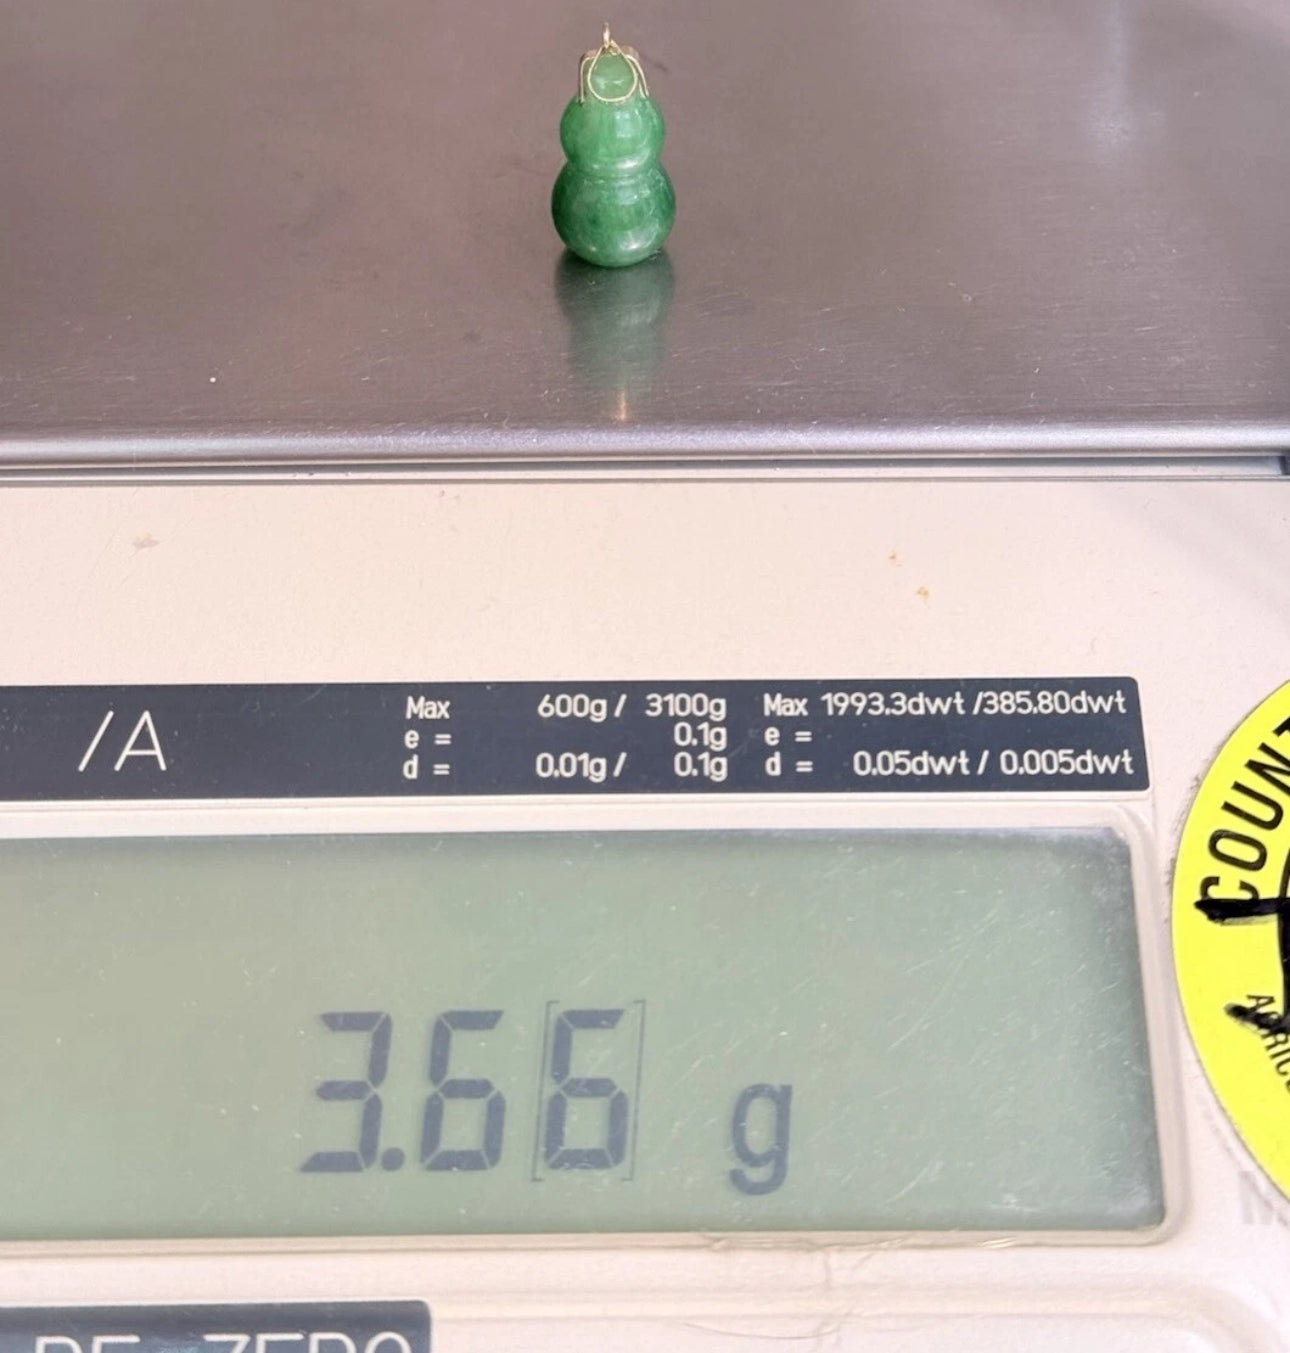 /A
Max 600g / 3100g Max 1993.3dwt /385.80dwt
e = 0.1g e =
d = 0.01g / 0.1g d = 0.05dwt / 0.005dwt
COUNT
3.66 g